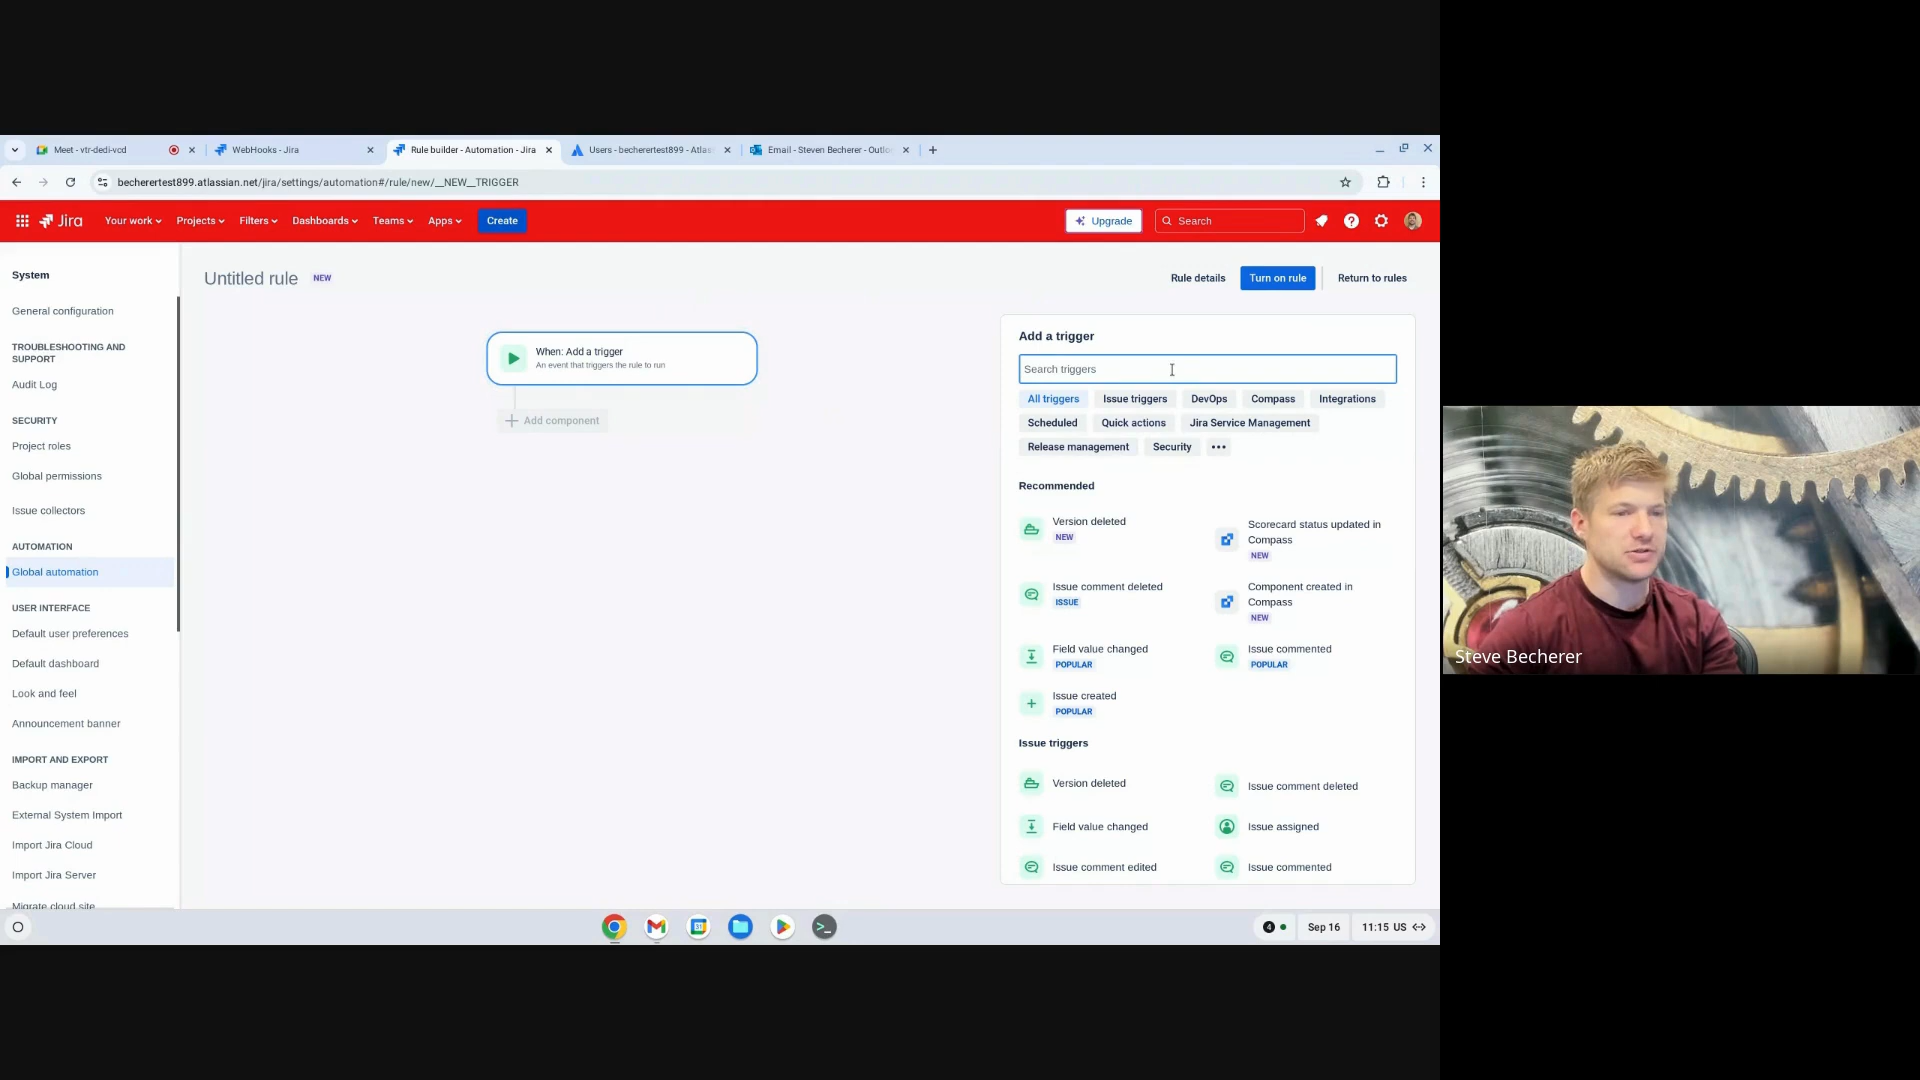 Meet - vtr-dedi-vcd
WebHooks - Jira
Rule builder - Automation - Jira
Users - becherertest899 - Atlas
Email - Steven Becherer - Outlo
becherertest899.atlassian.net/jira/settings/automation#/rule/new/__NEW__TRIGGER
Jira
Your work
Projects
Filters
Dashboards
Teams
Apps
Create
Upgrade
Search
System
General configuration
TROUBLESHOOTING AND
SUPPORT
Audit Log
SECURITY
Project roles
Global permissions
Issue collectors
AUTOMATION
Global automation
USER INTERFACE
Default user preferences
Default dashboard
Look and feel
Announcement banner
IMPORT AND EXPORT
Backup manager
External System Import
Import Jira Cloud
Import Jira Server
Migrate cloud site
Untitled rule
NEW
Rule details
Turn on rule
Return to rules
When: Add a trigger
An event that triggers the rule to run
Add component
Add a trigger
Search triggers
All triggers
Issue triggers
DevOps
Compass
Integrations
Scheduled
Quick actions
Jira Service Management
Release management
Security
•••
Recommended
Version deleted
NEW
Scorecard status updated in
Compass
NEW
Issue comment deleted
ISSUE
Component created in
Compass
NEW
Field value changed
POPULAR
Issue commented
POPULAR
Issue created
POPULAR
Issue triggers
Version deleted
Issue comment deleted
Field value changed
Issue assigned
Issue comment edited
Issue commented
4
Sep 16
11:15 US
Steve Becherer